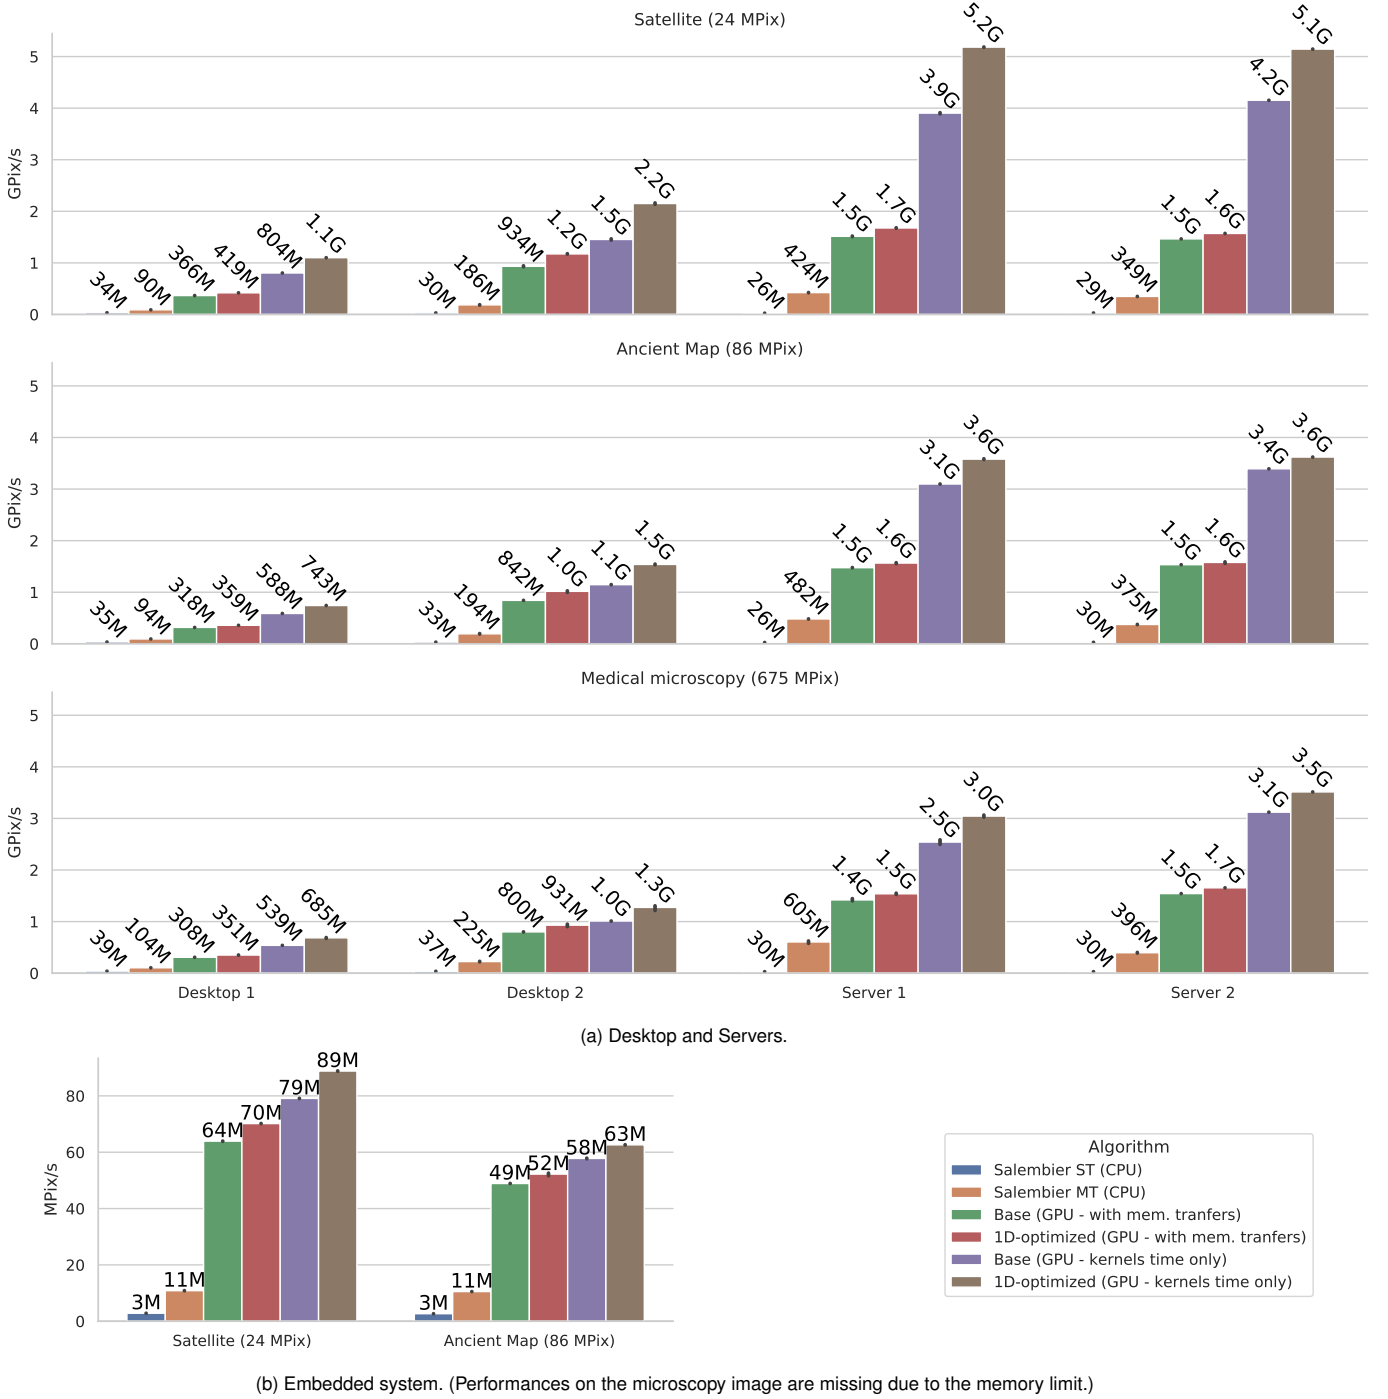 Satellite (24 MPix)
GPix/s
5
4
3
2
1
0
34M 90M 366M 419M 804M 1.1G
30M 186M 934M 1.2G 1.5G 2.2G
26M 424M 1.5G 1.7G 3.9G 5.2G
29M 349M 1.5G 1.6G 4.2G 5.1G
Ancient Map (86 MPix)
GPix/s
5
4
3
2
1
0
35M 94M 318M 359M 588M 743M
33M 194M 842M 1.0G 1.1G 1.5G
26M 482M 1.5G 1.6G 3.1G 3.6G
30M 375M 1.5G 1.6G 3.4G 3.6G
Medical microscopy (675 MPix)
GPix/s
5
4
3
2
1
0
39M 104M 308M 351M 539M 685M
37M 225M 800M 931M 1.0G 1.3G
30M 605M 1.4G 1.5G 2.5G 3.0G
30M 396M 1.5G 1.7G 3.1G 3.5G
Desktop 1 Desktop 2 Server 1 Server 2
(a) Desktop and Servers.
MPix/s
80
60
40
20
0
3M 11M 64M 70M 79M 89M
3M 11M 49M 52M 58M 63M
Satellite (24 MPix) Ancient Map (86 MPix)
Algorithm
Salembier ST (CPU)
Salembier MT (CPU)
Base (GPU - with mem. tranfers)
1D-optimized (GPU - with mem. tranfers)
Base (GPU - kernels time only)
1D-optimized (GPU - kernels time only)
(b) Embedded system. (Performances on the microscopy image are missing due to the memory limit.)